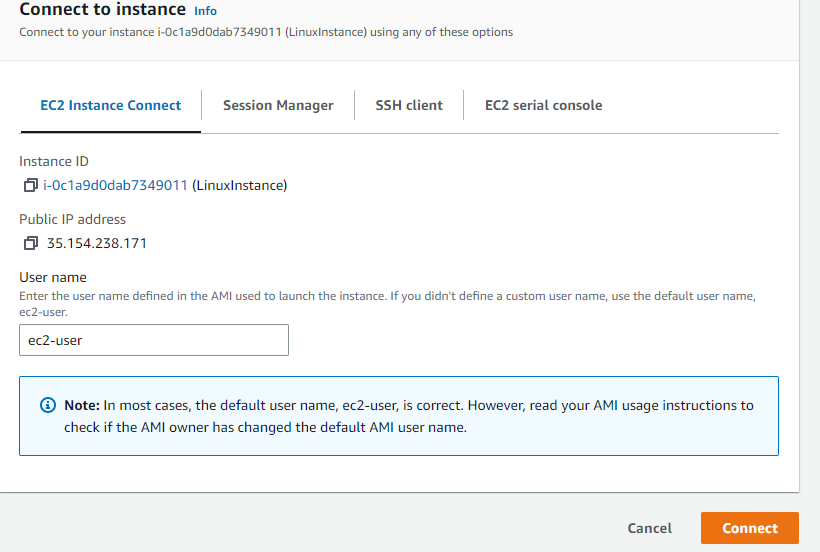 Connect to instance Info
Connect to your instance i-0c1a9d0dab7349011 (LinuxInstance) using any of these options
EC2 Instance Connect Session Manager SSH client EC2 serial console
Instance ID
i-0c1a9d0dab7349011 (LinuxInstance)
Public IP address
35.154.238.171
User name
Enter the user name defined in the AMI used to launch the instance. If you didn't define a custom user name, use the default user name,
ec2-user.
ec2-user
Note: In most cases, the default user name, ec2-user, is correct. However, read your AMI usage instructions to
check if the AMI owner has changed the default AMI user name.
Cancel Connect